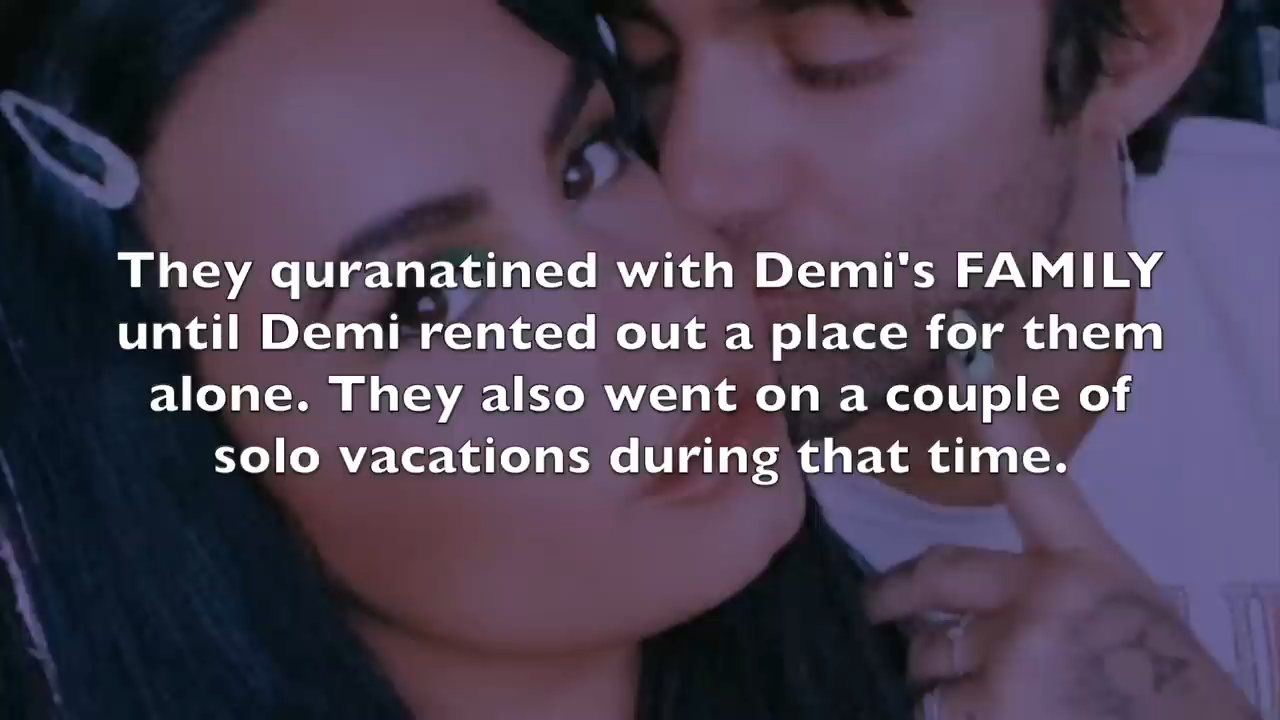 They quranatined with Demi's FAMILY
until Demi rented out a place for them
alone. They also went on a couple of
solo vacations during that time.